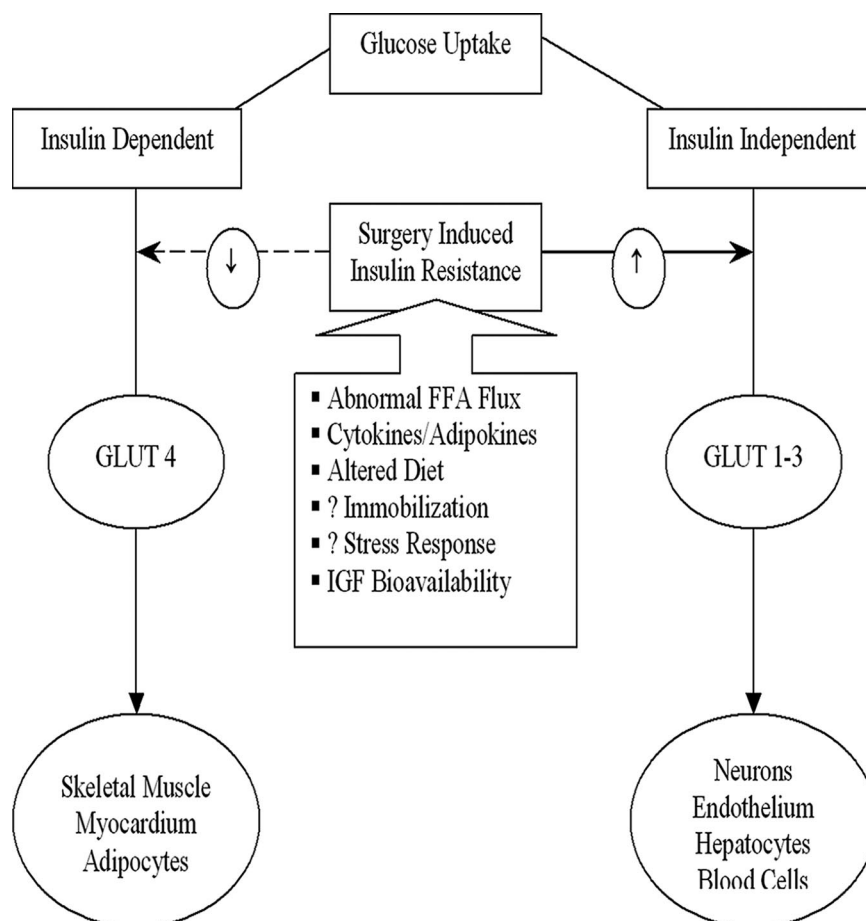 Glucose Uptake
Insulin Dependent
Insulin Independent
Surgery Induced
Insulin Resistance
↓
↑
▪ Abnormal FFA Flux
▪ Cytokines/Adipokines
▪ Altered Diet
▪ ? Immobilization
▪ ? Stress Response
▪ IGF Bioavailability
GLUT 4
GLUT 1-3
Skeletal Muscle
Myocardium
Adipocytes
Neurons
Endothelium
Hepatocytes
Blood Cells